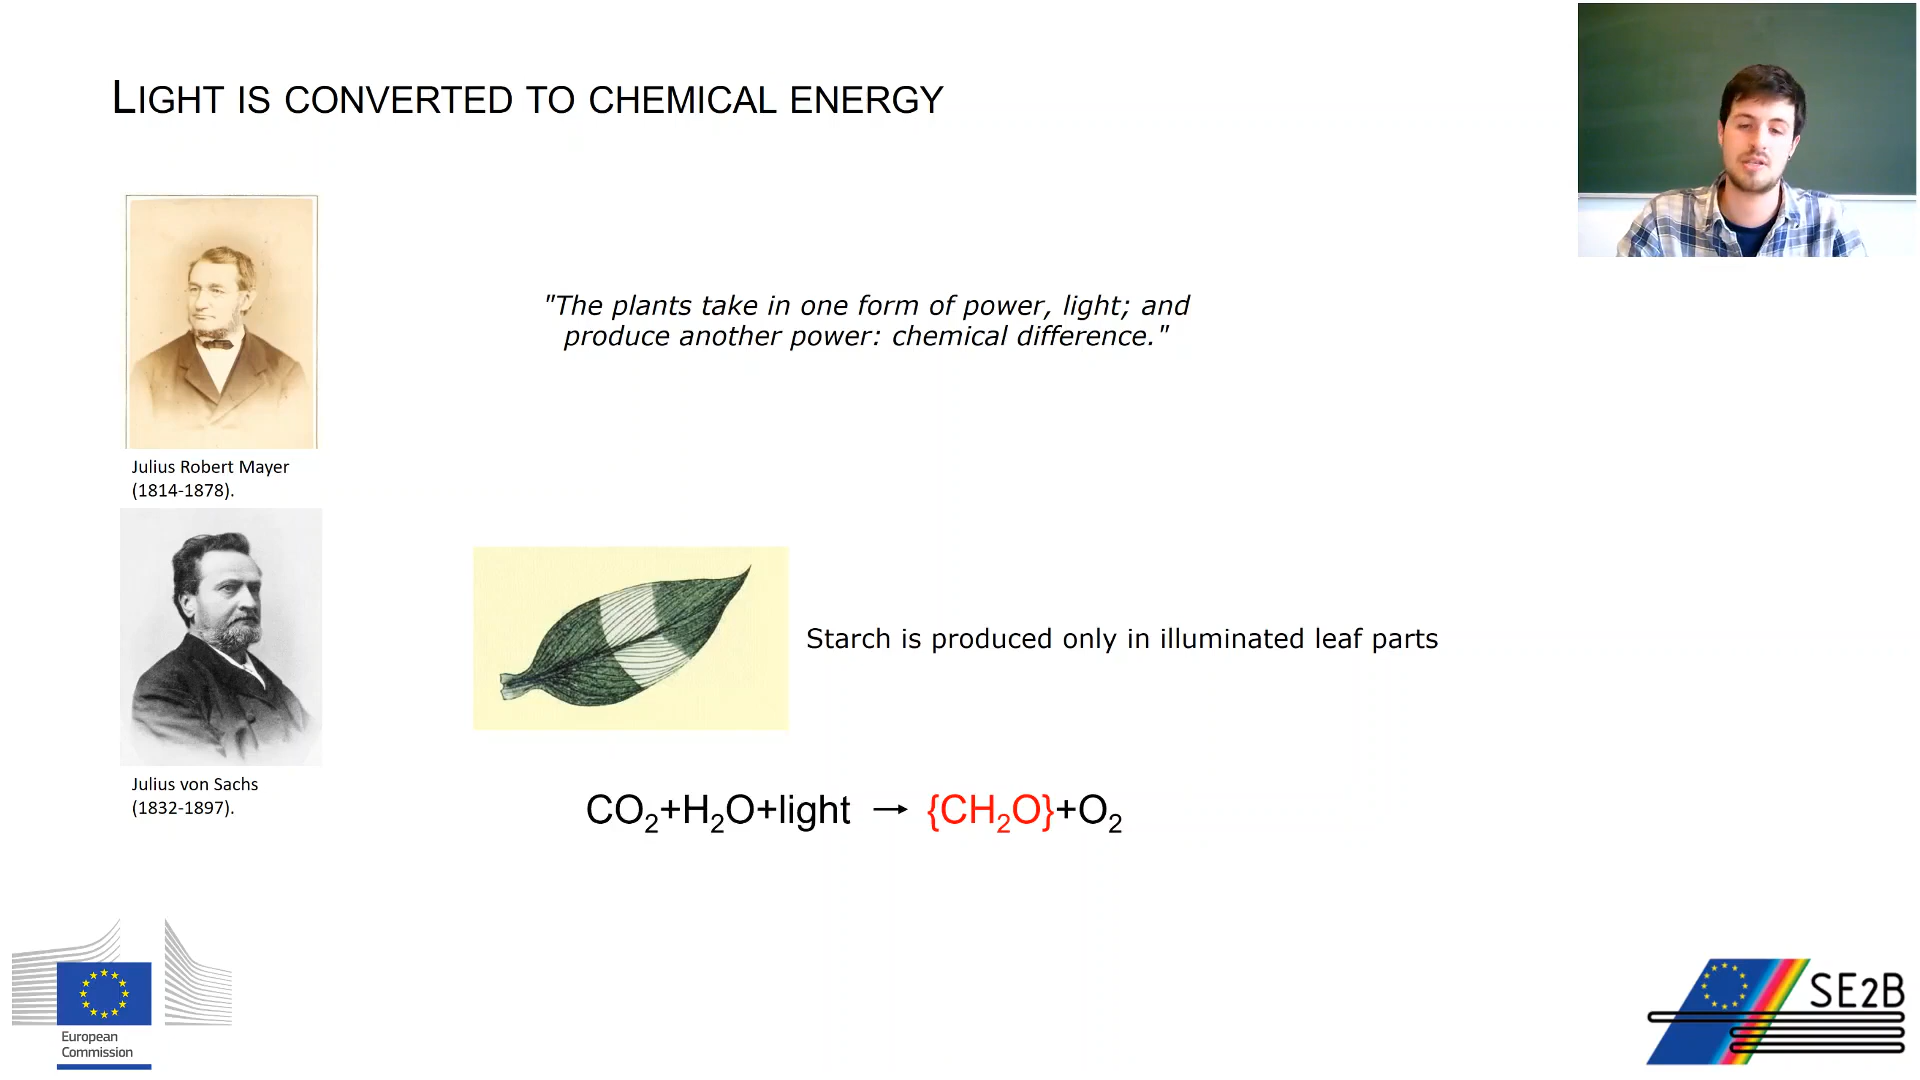 LIGHT IS CONVERTED TO CHEMICAL ENERGY
"The plants take in one form of power, light; and
produce another power: chemical difference."
Julius Robert Mayer
(1814-1878).
Starch is produced only in illuminated leaf parts
Julius von Sachs
(1832-1897).
CO₂+H₂O+light → {CH₂O}+O₂
European
Commission
SE2B